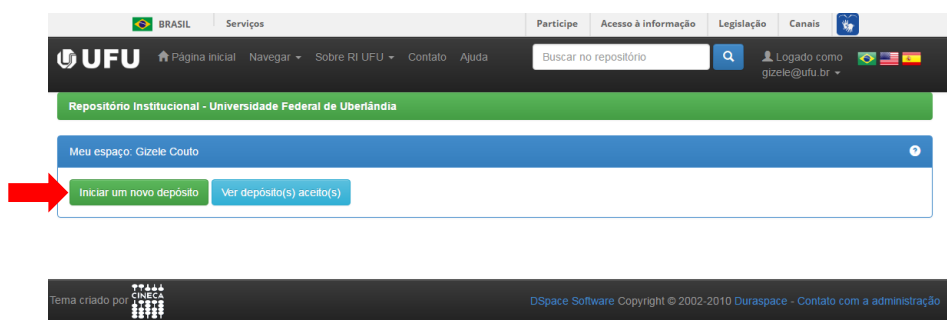 BRASIL Serviços Participe Acesso à informação Legislação Canais
UFU Página inicial Navegar Sobre RI UFU Contato Ajuda Buscar no repositório Logado como
gizele@ufu.br
Repositório Institucional - Universidade Federal de Uberlândia
Meu espaço: Gizele Couto
?
Iniciar um novo depósito Ver depósito(s) aceito(s)
Tema criado por CINECA DSpace Software Copyright © 2002-2010 Duraspace - Contato com a administração